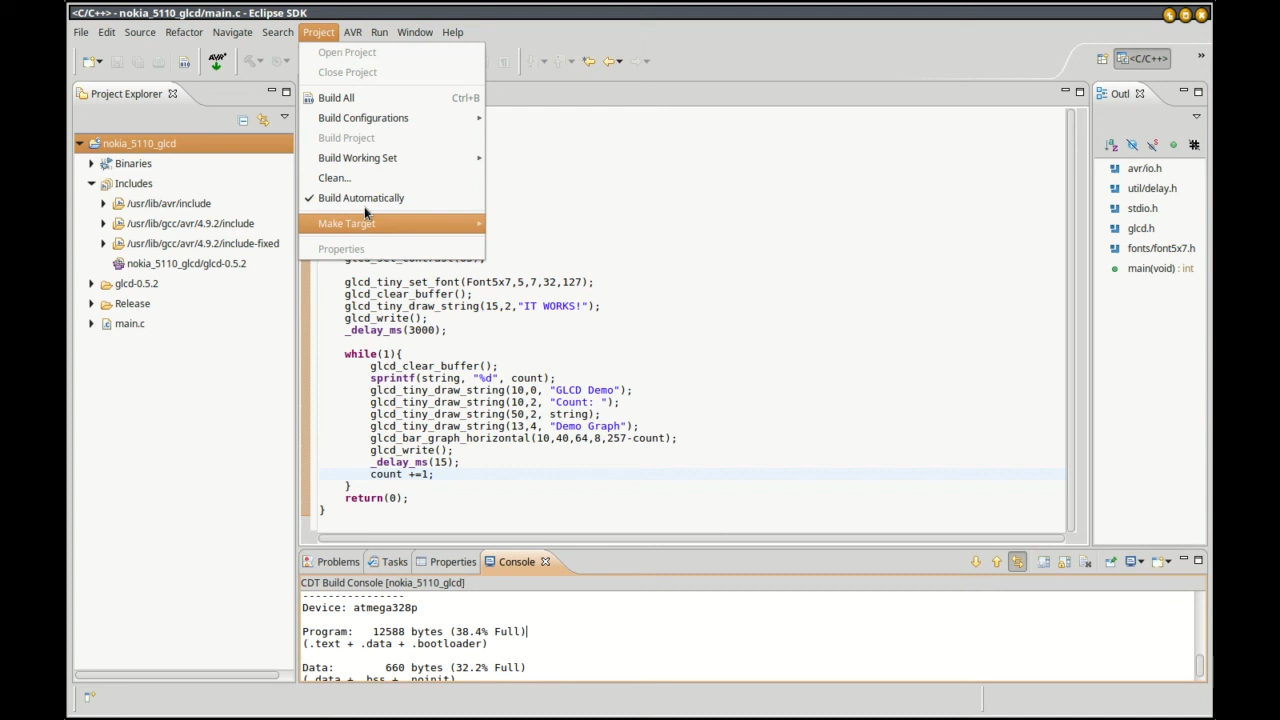 <C/C++> - nokia_5110_glcd/main.c - Eclipse SDK
File Edit Source Refactor Navigate Search Project AVR Run Window Help
AVR
<C/C++>
»
Project Explorer
nokia_5110_glcd
Binaries
Includes
/usr/lib/avr/include
/usr/lib/gcc/avr/4.9.2/include
/usr/lib/gcc/avr/4.9.2/include-fixed
nokia_5110_glcd/glcd-0.5.2
glcd-0.5.2
Release
main.c
Open Project
Close Project
Build All Ctrl+B
Build Configurations
Build Project
Build Working Set
Clean...
Build Automatically
Make Target
Properties
glcd_tiny_set_font(Font5x7,5,7,32,127);
glcd_clear_buffer();
glcd_tiny_draw_string(15,2,"IT WORKS!");
glcd_write();
_delay_ms(3000);
while(1){
glcd_clear_buffer();
sprintf(string, "%d", count);
glcd_tiny_draw_string(10,0, "GLCD Demo");
glcd_tiny_draw_string(10,2, "Count: ");
glcd_tiny_draw_string(50,2, string);
glcd_tiny_draw_string(13,4, "Demo Graph");
glcd_bar_graph_horizontal(10,40,64,8,257-count);
glcd_write();
_delay_ms(15);
count +=1;
}
return(0);
}
Outl
avr/io.h
util/delay.h
stdio.h
glcd.h
fonts/font5x7.h
main(void) : int
Problems Tasks Properties Console
CDT Build Console [nokia_5110_glcd]
----------------
Device: atmega328p
Program: 12588 bytes (38.4% Full)
(.text + .data + .bootloader)
Data: 660 bytes (32.2% Full)
(.data + .bss + .noinit)